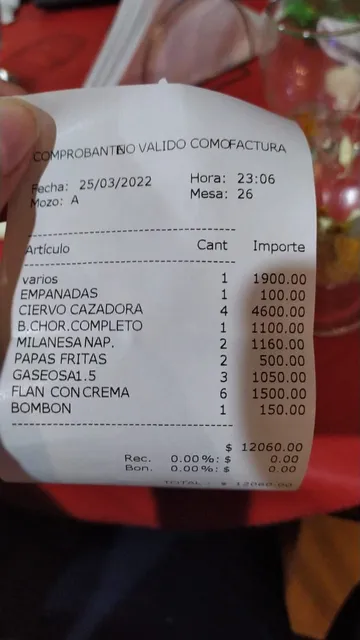 COMPROBANTE NO VALIDO COMO FACTURA
Fecha: 25/03/2022 Hora: 23:06
Mozo: A Mesa: 26
Artículo Cant Importe
varios 1 1900.00
EMPANADAS 1 100.00
CIERVO CAZADORA 4 4600.00
B.CHOR.COMPLETO 1 1100.00
MILANESA NAP. 2 1160.00
PAPAS FRITAS 2 500.00
GASEOSA1.5 3 1050.00
FLAN CON CREMA 6 1500.00
BOMBON 1 150.00
$ 12060.00
Rec. 0.00%: $ 0.00
Bon. 0.00%: $ 0.00
TOTAL : $ 12060.00